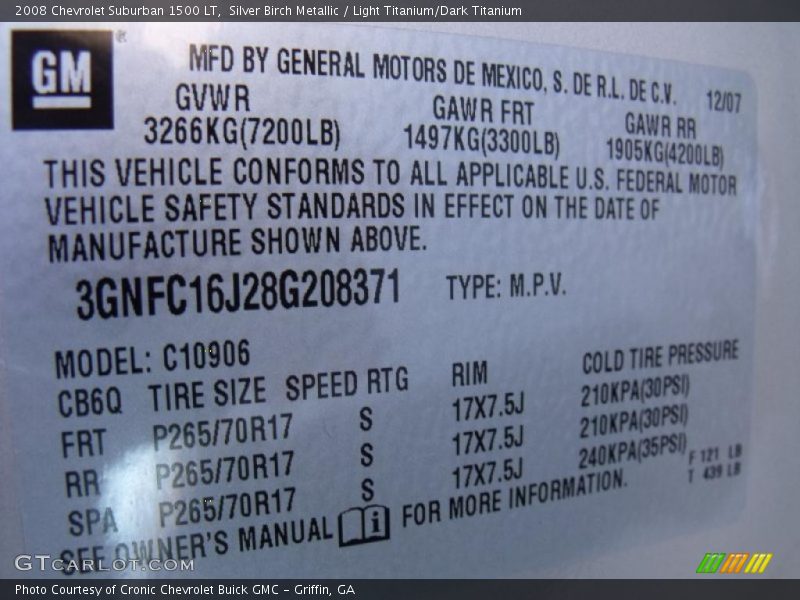 2008 Chevrolet Suburban 1500 LT, Silver Birch Metallic / Light Titanium/Dark Titanium
GM ®
MFD BY GENERAL MOTORS DE MEXICO, S. DE R.L. DE C.V. 12/07
GVWR GAWR FRT GAWR RR
3266KG(7200LB) 1497KG(3300LB) 1905KG(4200LB)
THIS VEHICLE CONFORMS TO ALL APPLICABLE U.S. FEDERAL MOTOR
VEHICLE SAFETY STANDARDS IN EFFECT ON THE DATE OF
MANUFACTURE SHOWN ABOVE.
3GNFC16J28G208371 TYPE: M.P.V.
MODEL: C10906
CB6Q TIRE SIZE SPEED RTG RIM COLD TIRE PRESSURE
FRT P265/70R17 S 17X7.5J 210KPA(30PSI)
RR P265/70R17 S 17X7.5J 210KPA(30PSI)
SPA P265/70R17 S 17X7.5J 240KPA(35PSI)
F 121 LB
T 439 LB
SEE OWNER'S MANUAL i FOR MORE INFORMATION.
GTCARLOT.COM
Photo Courtesy of Cronic Chevrolet Buick GMC – Griffin, GA